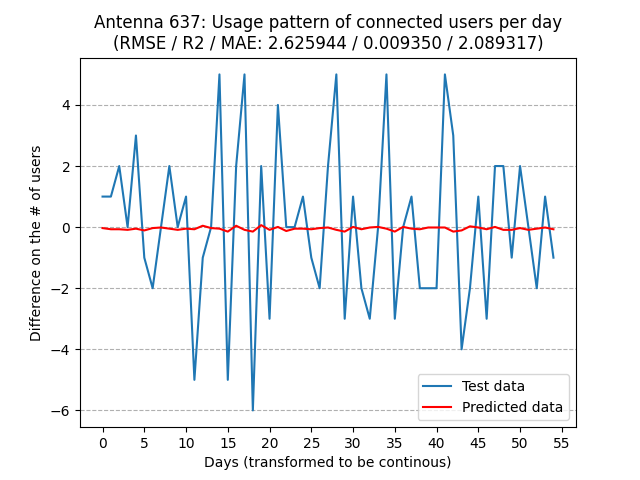 Antenna 637: Usage pattern of connected users per day
(RMSE / R2 / MAE: 2.625944 / 0.009350 / 2.089317)
Difference on the # of users
4
2
0
−2
−4
−6
Test data
Predicted data
0 5 10 15 20 25 30 35 40 45 50 55
Days (transformed to be continous)